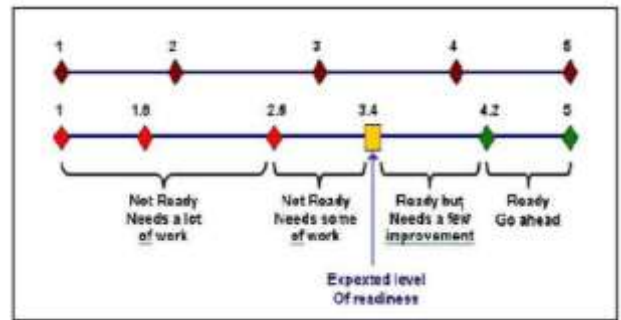 1 2 3 4 5
1 1.8 2.6 3.4 4.2 5
Not Ready
Needs a lot
of work
Not Ready
Needs some
of work
Ready but
Needs a few
improvement
Ready
Go ahead
Expexted level
Of readiness